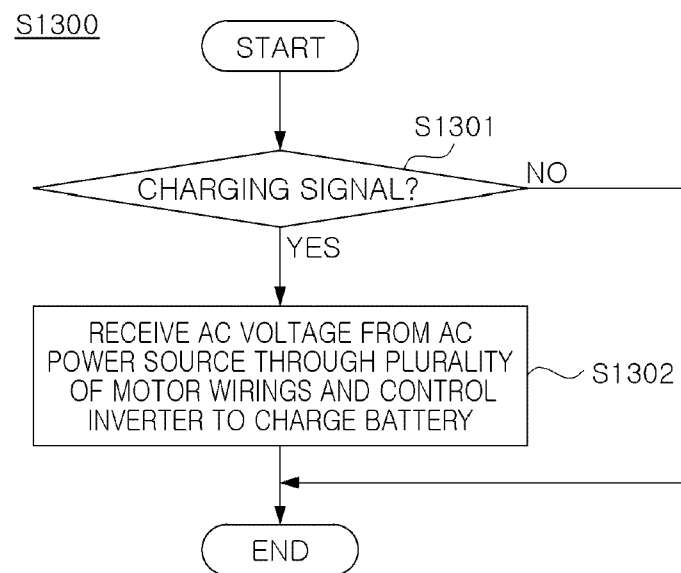 S1300
START
S1301
CHARGING SIGNAL?
NO
YES
RECEIVE AC VOLTAGE FROM AC
POWER SOURCE THROUGH PLURALITY
OF MOTOR WIRINGS AND CONTROL
INVERTER TO CHARGE BATTERY
S1302
END